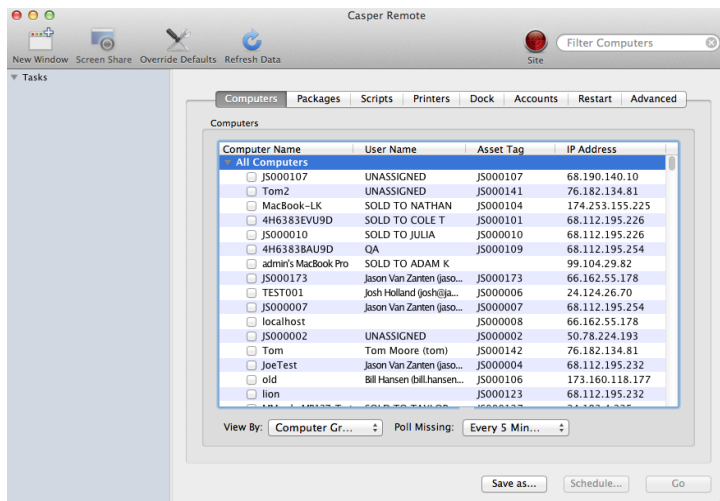 Casper Remote
New Window Screen Share Override Defaults Refresh Data Site Filter Computers
Tasks
Computers Packages Scripts Printers Dock Accounts Restart Advanced
Computers
Computer Name User Name Asset Tag IP Address
All Computers
JS000107 UNASSIGNED JS000107 68.190.140.10
Tom2 UNASSIGNED JS000141 76.182.134.81
MacBook-LK SOLD TO NATHAN JS000104 174.253.155.225
4H6383EVU9D SOLD TO COLE T JS000101 68.112.195.226
JS000010 SOLD TO JULIA JS000010 68.112.195.226
4H6383BAU9D QA JS000109 68.112.195.254
admin's MacBook Pro SOLD TO ADAM K 99.104.29.82
JS000173 Jason Van Zanten (jaso... JS000173 66.162.55.178
TEST001 Josh Holland (josh@ja... JS000006 24.124.26.70
JS000007 Jason Van Zanten (jaso... JS000007 68.112.195.254
localhost JS000008 66.162.55.178
JS000002 UNASSIGNED JS000002 50.78.224.193
Tom Tom Moore (tom) JS000142 76.182.134.81
JoeTest Jason Van Zanten (jaso... JS000004 68.112.195.232
old Bill Hansen (bill.hansen... JS000106 173.160.118.177
lion JS000123 68.112.195.232
View By: Computer Gr... Poll Missing: Every 5 Min...
Save as... Schedule... Go